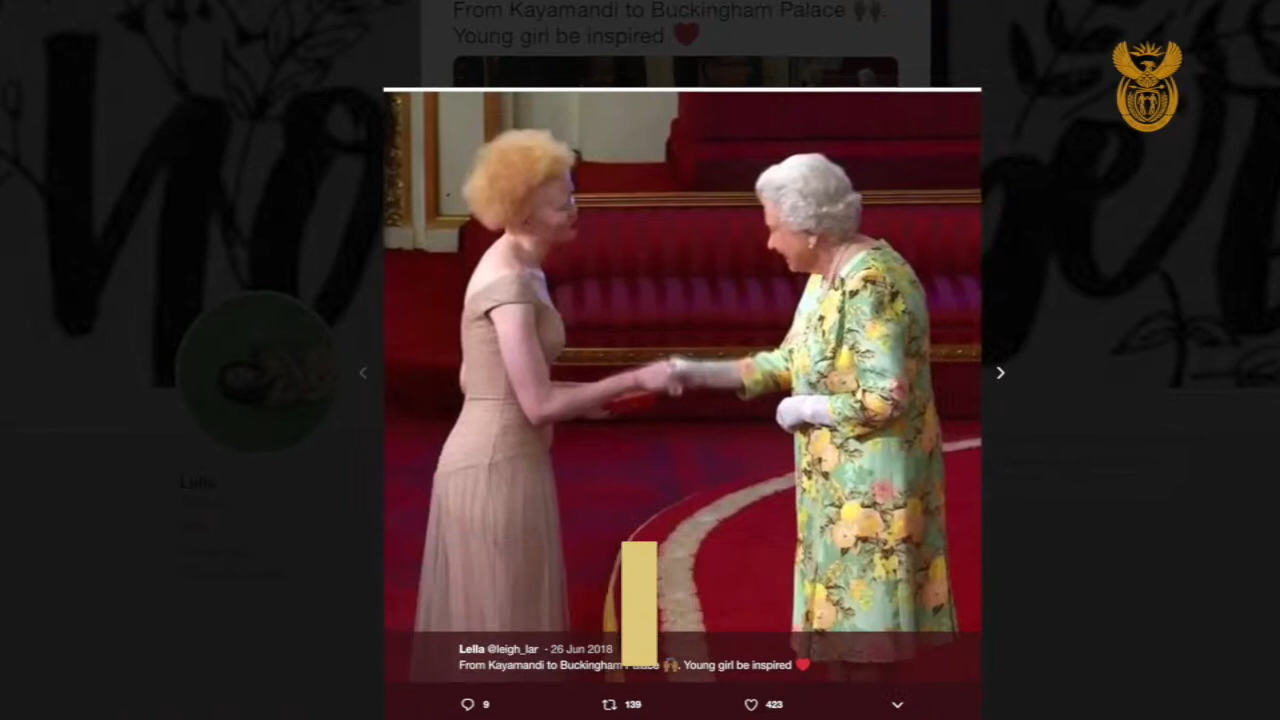 From Kayamandi to Buckingham Palace 🙌🏾.
Young girl be inspired ❤️
Lella
Lella @leigh_lar · 26 Jun 2018
From Kayamandi to Buckingham 🙌🏾. Young girl be inspired ❤️
9 139 423